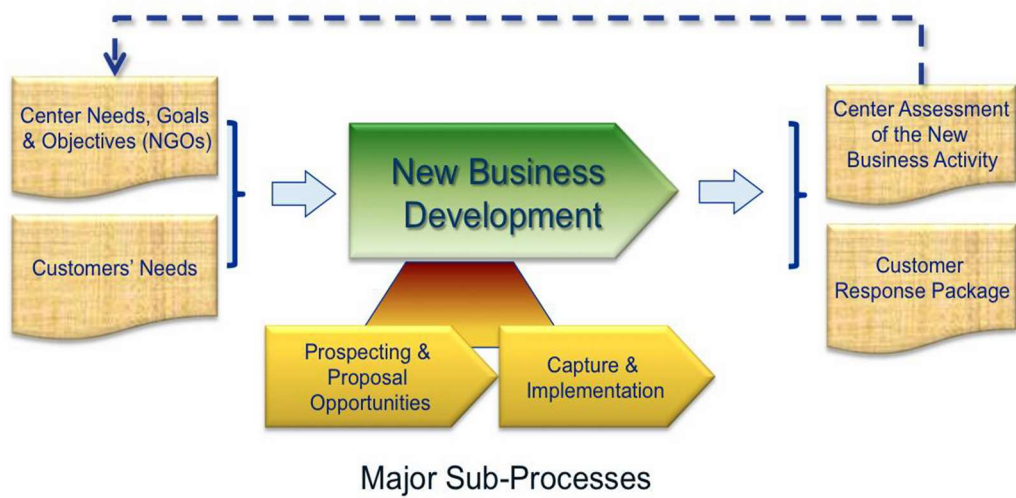 Center Needs, Goals
& Objectives (NGOs)
Customers’ Needs
New Business
Development
Prospecting &
Proposal
Opportunities
Capture &
Implementation
Center Assessment
of the New
Business Activity
Customer
Response Package
Major Sub-Processes